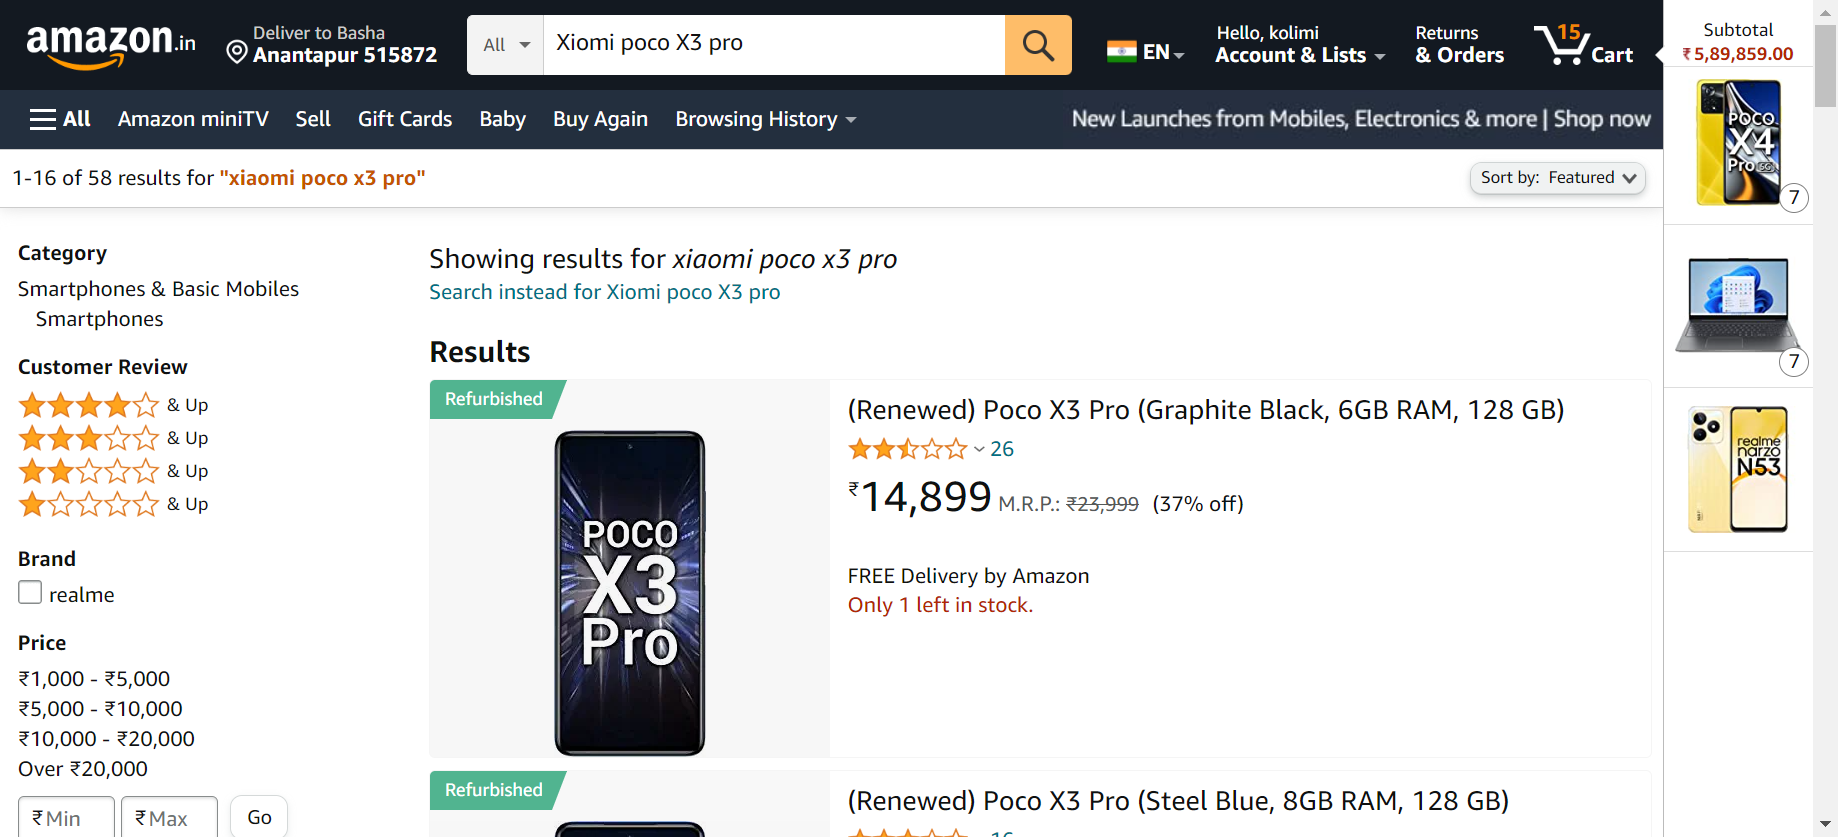 amazon.in
Deliver to Basha
Anantapur 515872
All
Xiomi poco X3 pro
EN
Hello, kolimi
Account & Lists
Returns
& Orders
15
Cart
Subtotal
₹5,89,859.00
All
Amazon miniTV
Sell
Gift Cards
Baby
Buy Again
Browsing History
New Launches from Mobiles, Electronics & more | Shop now
POCO
X4
Pro 5G
7
1-16 of 58 results for "xiaomi poco x3 pro"
Sort by: Featured
7
realme
narzo
N53
Category
Smartphones & Basic Mobiles
Smartphones
Customer Review
& Up
& Up
& Up
& Up
Brand
realme
Price
₹1,000 - ₹5,000
₹5,000 - ₹10,000
₹10,000 - ₹20,000
Over ₹20,000
₹ Min
₹ Max
Go
Showing results for xiaomi poco x3 pro
Search instead for Xiomi poco X3 pro
Results
Refurbished
POCO
X3
Pro
(Renewed) Poco X3 Pro (Graphite Black, 6GB RAM, 128 GB)
26
₹14,899 M.R.P.: ₹23,999 (37% off)
FREE Delivery by Amazon
Only 1 left in stock.
Refurbished
(Renewed) Poco X3 Pro (Steel Blue, 8GB RAM, 128 GB)
16